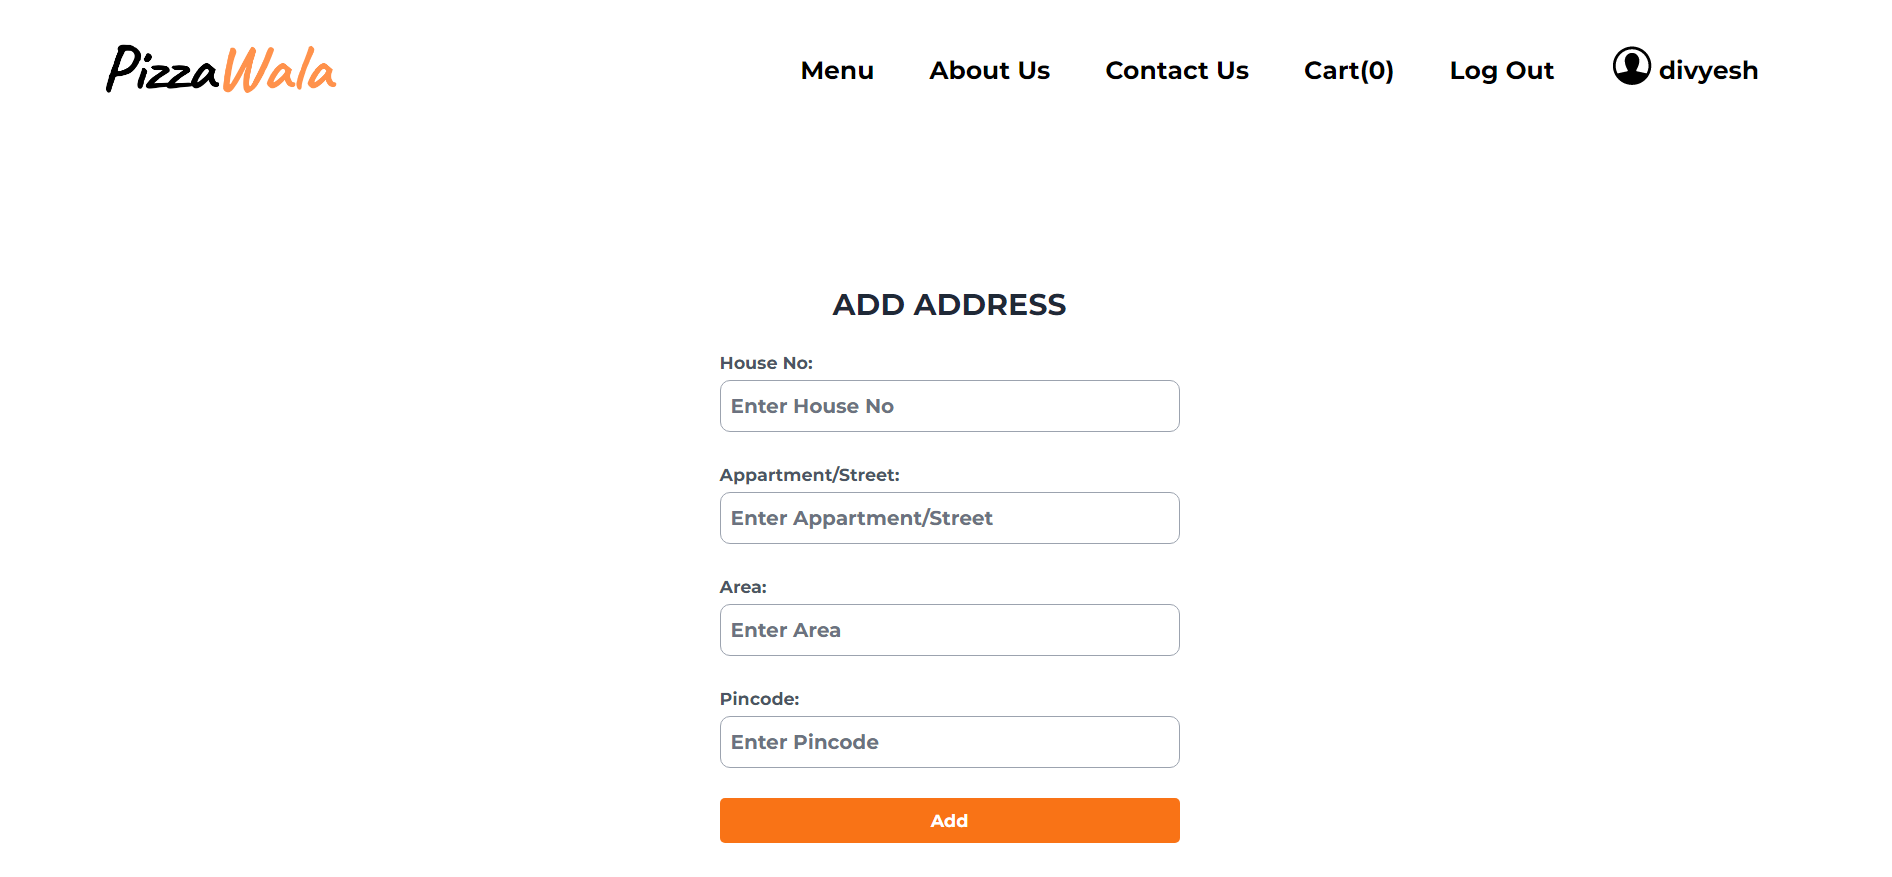 PizzaWala Menu About Us Contact Us Cart(0) Log Out divyesh
ADD ADDRESS
House No:
Enter House No
Appartment/Street:
Enter Appartment/Street
Area:
Enter Area
Pincode:
Enter Pincode
Add